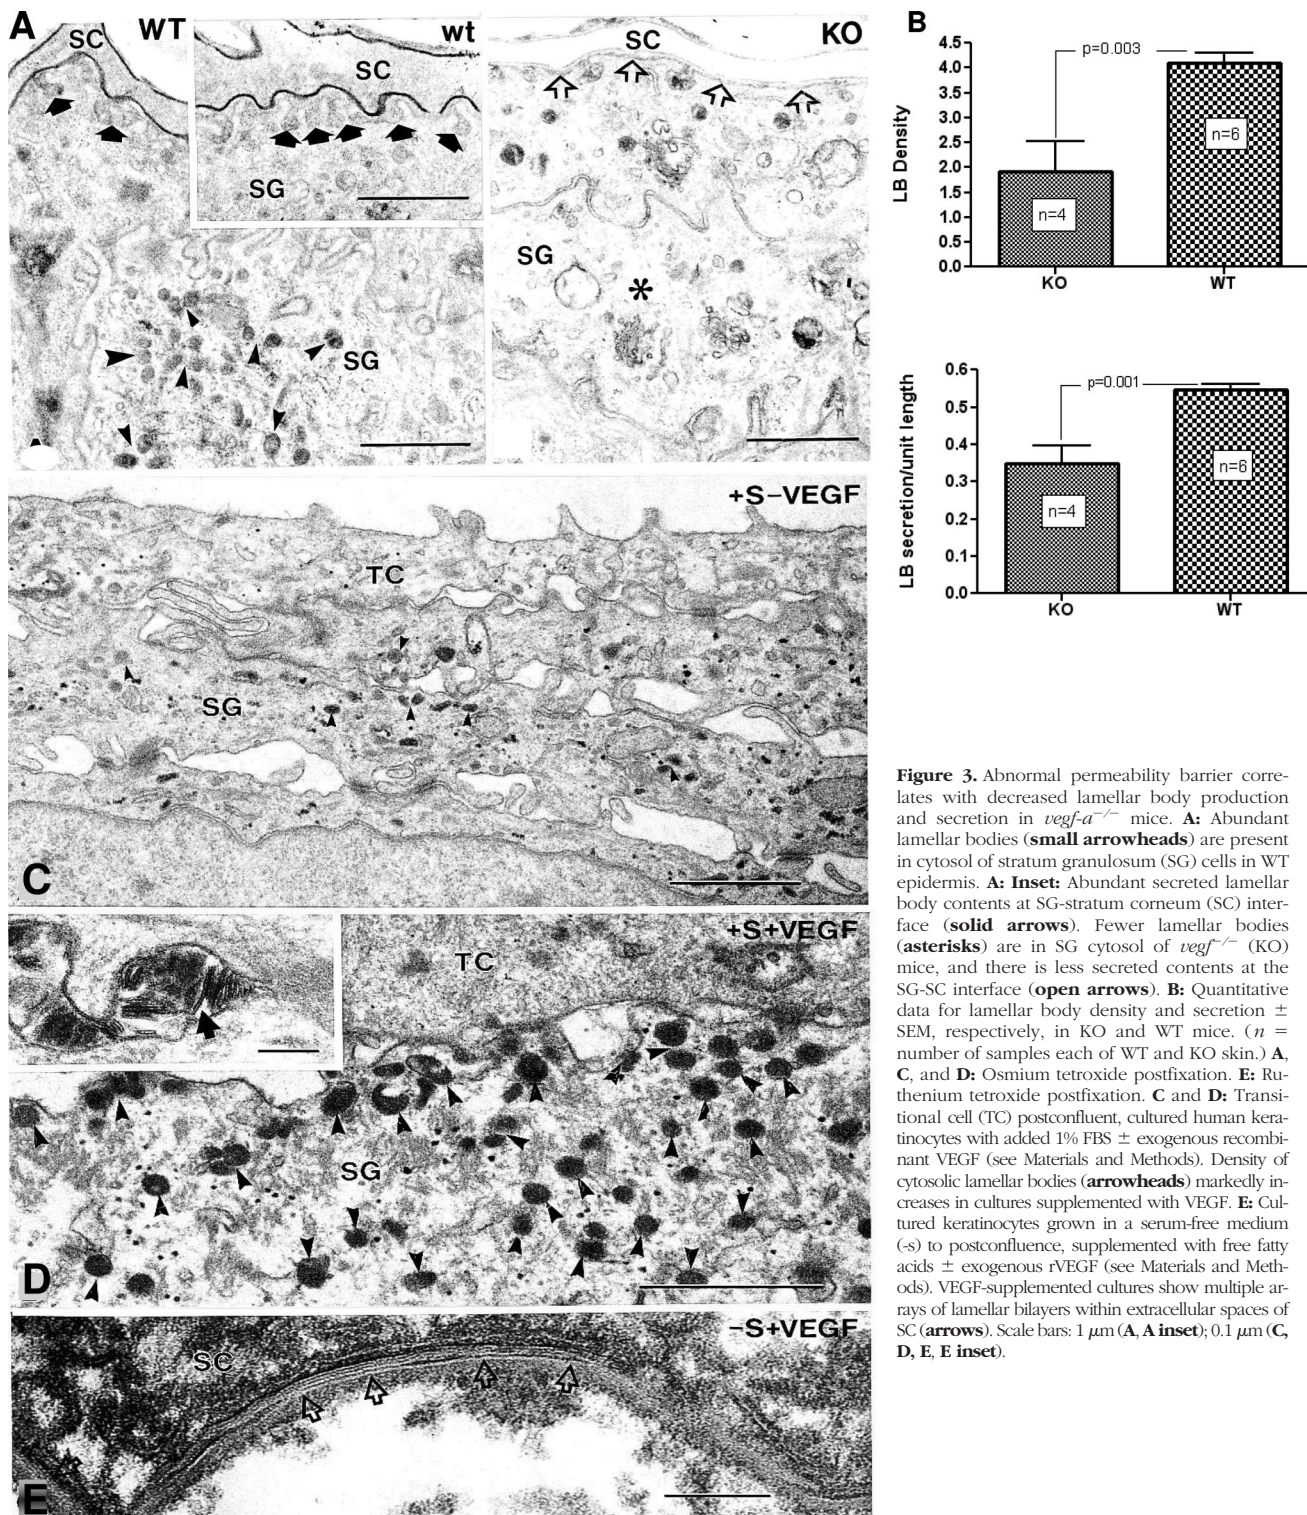 A
WT
SC
wt
SC
SG
SG
KO
SC
SG
*
B
4.5
4.0
3.5
3.0
2.5
2.0
1.5
1.0
0.5
0.0
LB Density
p=0.003
n=4
n=6
KO
WT
0.6
0.5
0.4
0.3
0.2
0.1
0.0
LB secretion/unit length
p=0.001
n=4
n=6
KO
WT
+S−VEGF
TC
SG
C
+S+VEGF
TC
SG
D
−S+VEGF
SC
E
Figure 3. Abnormal permeability barrier corre-
lates with decreased lamellar body production
and secretion in vegf-a−/− mice. A: Abundant
lamellar bodies (small arrowheads) are present
in cytosol of stratum granulosum (SG) cells in WT
epidermis. A: Inset: Abundant secreted lamellar
body contents at SG-stratum corneum (SC) inter-
face (solid arrows). Fewer lamellar bodies
(asterisks) are in SG cytosol of vegf−/− (KO)
mice, and there is less secreted contents at the
SG-SC interface (open arrows). B: Quantitative
data for lamellar body density and secretion ±
SEM, respectively, in KO and WT mice. (n =
number of samples each of WT and KO skin.) A,
C, and D: Osmium tetroxide postfixation. E: Ru-
thenium tetroxide postfixation. C and D: Transi-
tional cell (TC) postconfluent, cultured human kera-
tinocytes with added 1% FBS ± exogenous recombi-
nant VEGF (see Materials and Methods). Density of
cytosolic lamellar bodies (arrowheads) markedly in-
creases in cultures supplemented with VEGF. E: Cul-
tured keratinocytes grown in a serum-free medium
(-s) to postconfluence, supplemented with free fatty
acids ± exogenous rVEGF (see Materials and Meth-
ods). VEGF-supplemented cultures show multiple ar-
rays of lamellar bilayers within extracellular spaces of
SC (arrows). Scale bars: 1 μm (A, A inset); 0.1 μm (C,
D, E, E inset).